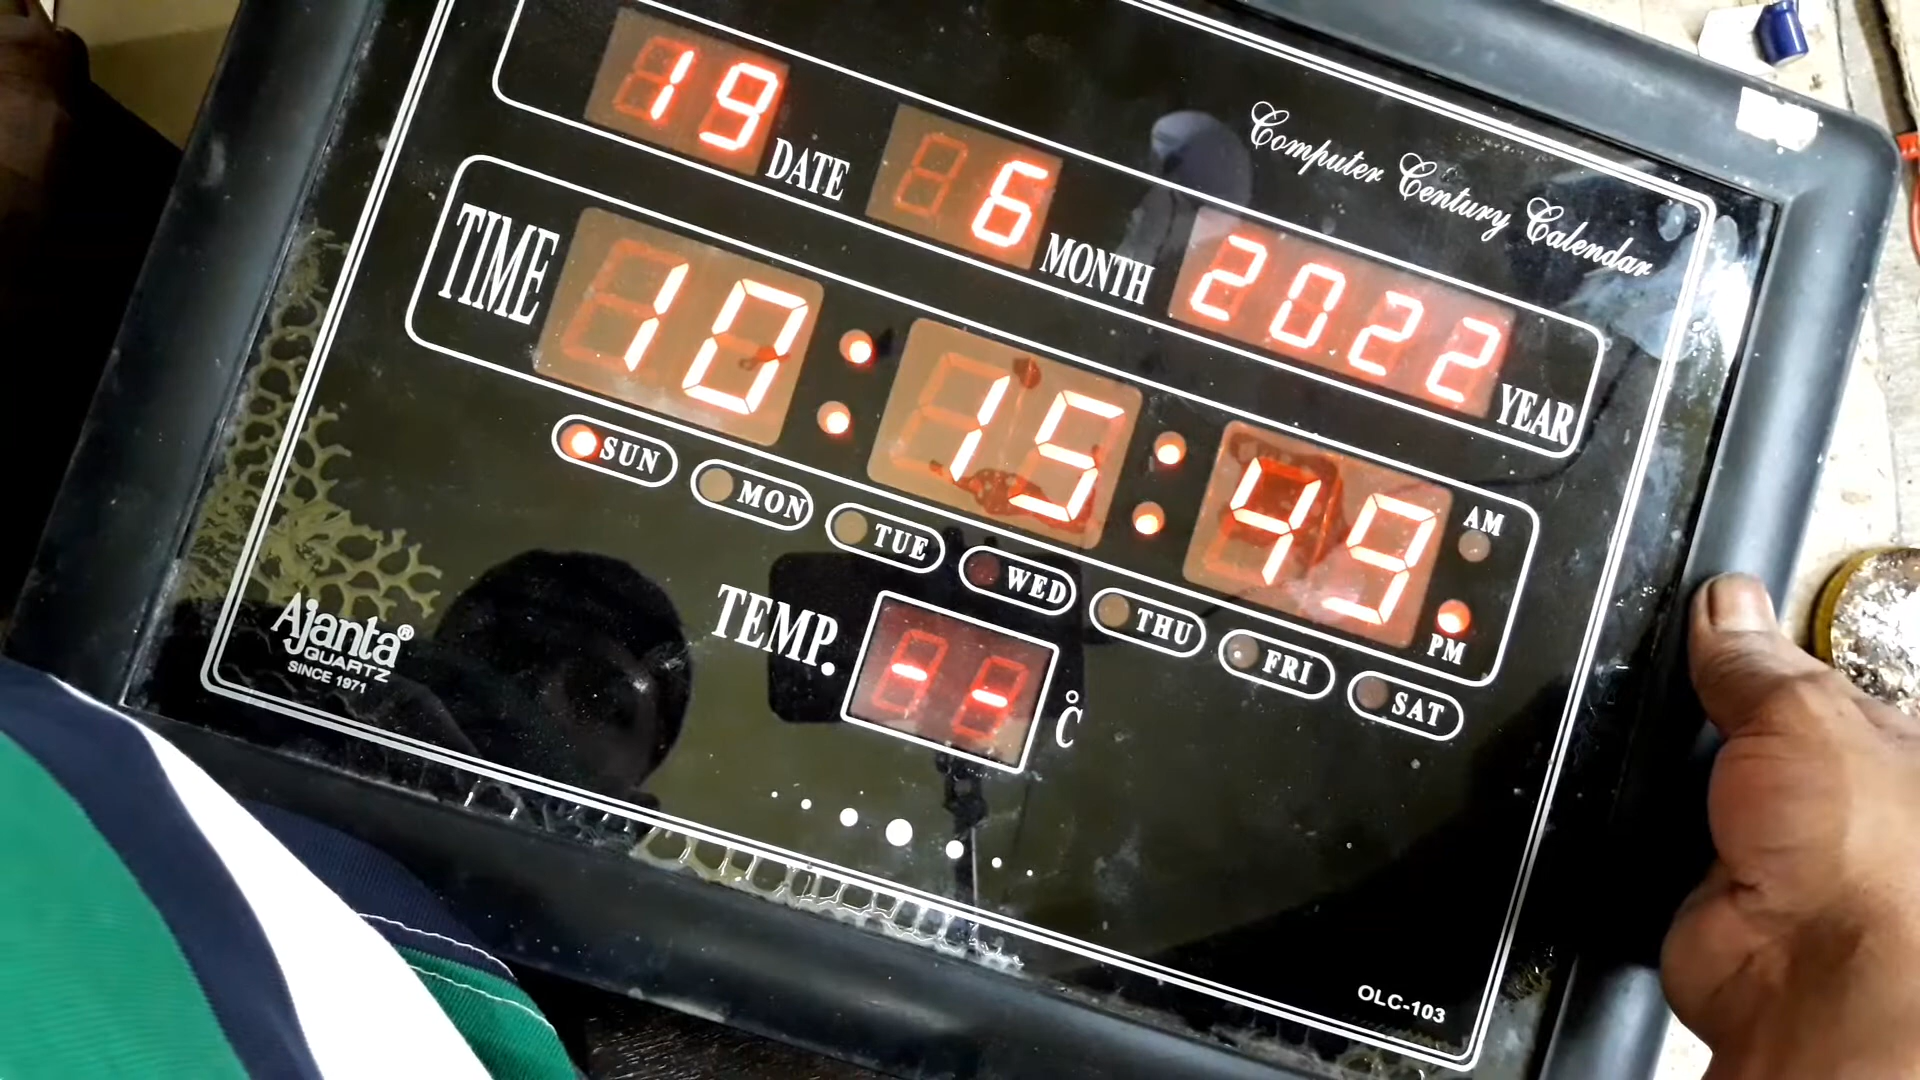 Computer Century Calendar
19 DATE 6 MONTH 2022 YEAR
TIME 10:15:49 AM PM
SUN MON TUE WED THU FRI SAT
TEMP. -- °C
Ajanta®
QUARTZ
SINCE 1971
OLC-103